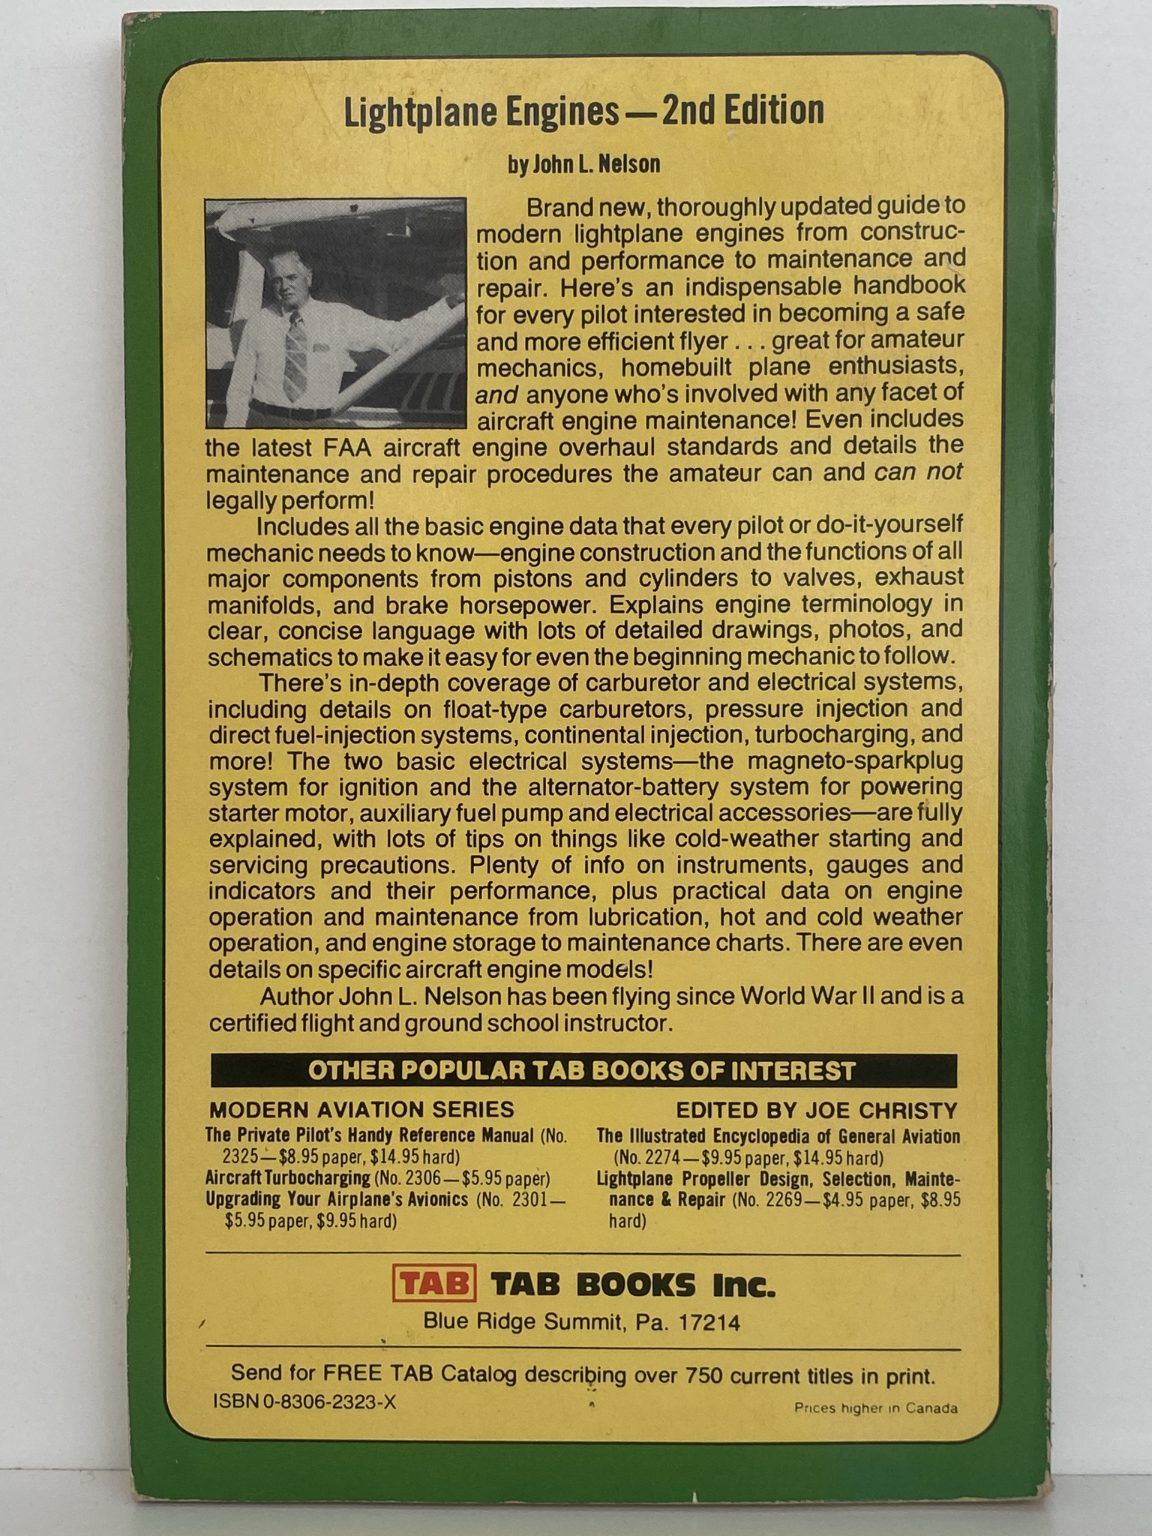 Lightplane Engines—2nd Edition
by John L. Nelson
Brand new, thoroughly updated guide to
modern lightplane engines from construc-
tion and performance to maintenance and
repair. Here's an indispensable handbook
for every pilot interested in becoming a safe
and more efficient flyer . . . great for amateur
mechanics, homebuilt plane enthusiasts,
and anyone who's involved with any facet of
aircraft engine maintenance! Even includes
the latest FAA aircraft engine overhaul standards and details the
maintenance and repair procedures the amateur can and can not
legally perform!
Includes all the basic engine data that every pilot or do-it-yourself
mechanic needs to know—engine construction and the functions of all
major components from pistons and cylinders to valves, exhaust
manifolds, and brake horsepower. Explains engine terminology in
clear, concise language with lots of detailed drawings, photos, and
schematics to make it easy for even the beginning mechanic to follow.
There's in-depth coverage of carburetor and electrical systems,
including details on float-type carburetors, pressure injection and
direct fuel-injection systems, continental injection, turbocharging, and
more! The two basic electrical systems—the magneto-sparkplug
system for ignition and the alternator-battery system for powering
starter motor, auxiliary fuel pump and electrical accessories—are fully
explained, with lots of tips on things like cold-weather starting and
servicing precautions. Plenty of info on instruments, gauges and
indicators and their performance, plus practical data on engine
operation and maintenance from lubrication, hot and cold weather
operation, and engine storage to maintenance charts. There are even
details on specific aircraft engine models!
Author John L. Nelson has been flying since World War II and is a
certified flight and ground school instructor.
OTHER POPULAR TAB BOOKS OF INTEREST
MODERN AVIATION SERIES
The Private Pilot's Handy Reference Manual (No.
2325—$8.95 paper, $14.95 hard)
Aircraft Turbocharging (No. 2306—$5.95 paper)
Upgrading Your Airplane's Avionics (No. 2301—
$5.95 paper, $9.95 hard)
EDITED BY JOE CHRISTY
The Illustrated Encyclopedia of General Aviation
(No. 2274—$9.95 paper, $14.95 hard)
Lightplane Propeller Design, Selection, Mainte-
nance & Repair (No. 2269—$4.95 paper, $8.95
hard)
TAB TAB BOOKS Inc.
Blue Ridge Summit, Pa. 17214
Send for FREE TAB Catalog describing over 750 current titles in print.
ISBN 0-8306-2323-X
Prices higher in Canada